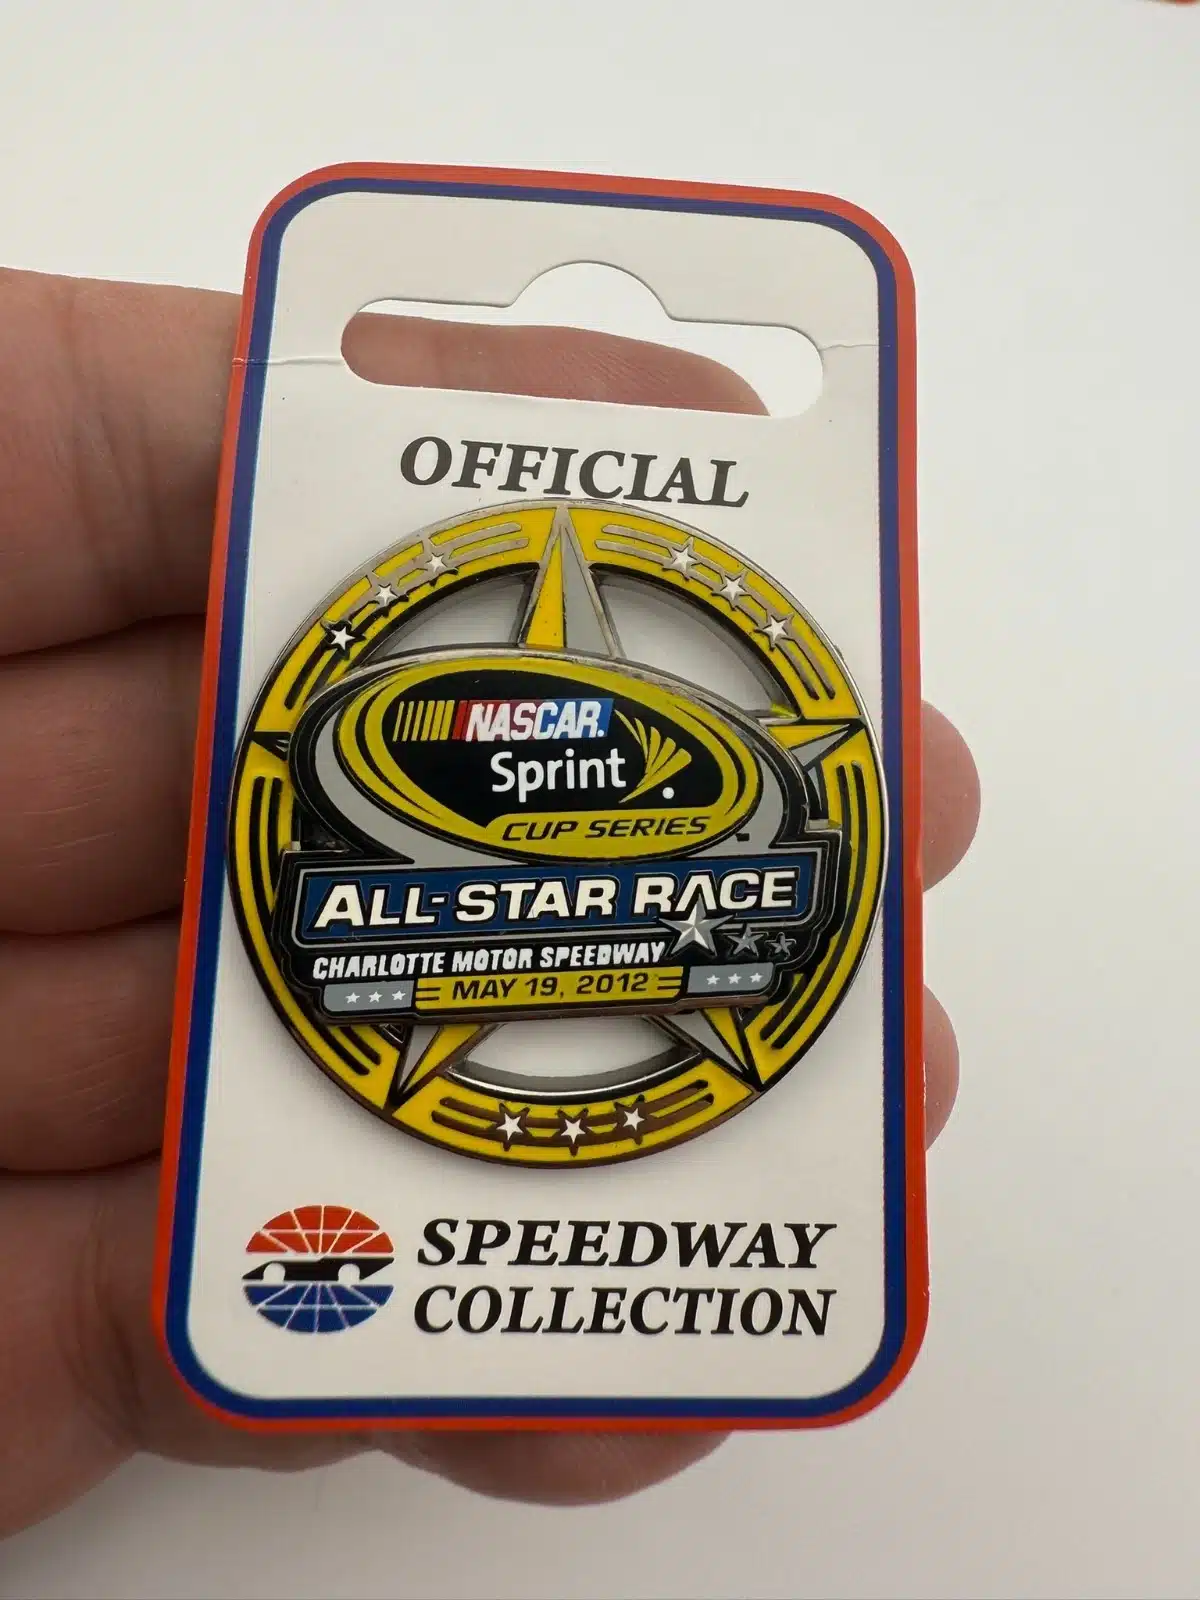 OFFICIAL
NASCAR.
Sprint
CUP SERIES
ALL-STAR RACE
CHARLOTTE MOTOR SPEEDWAY
MAY 19, 2012
SPEEDWAY
COLLECTION